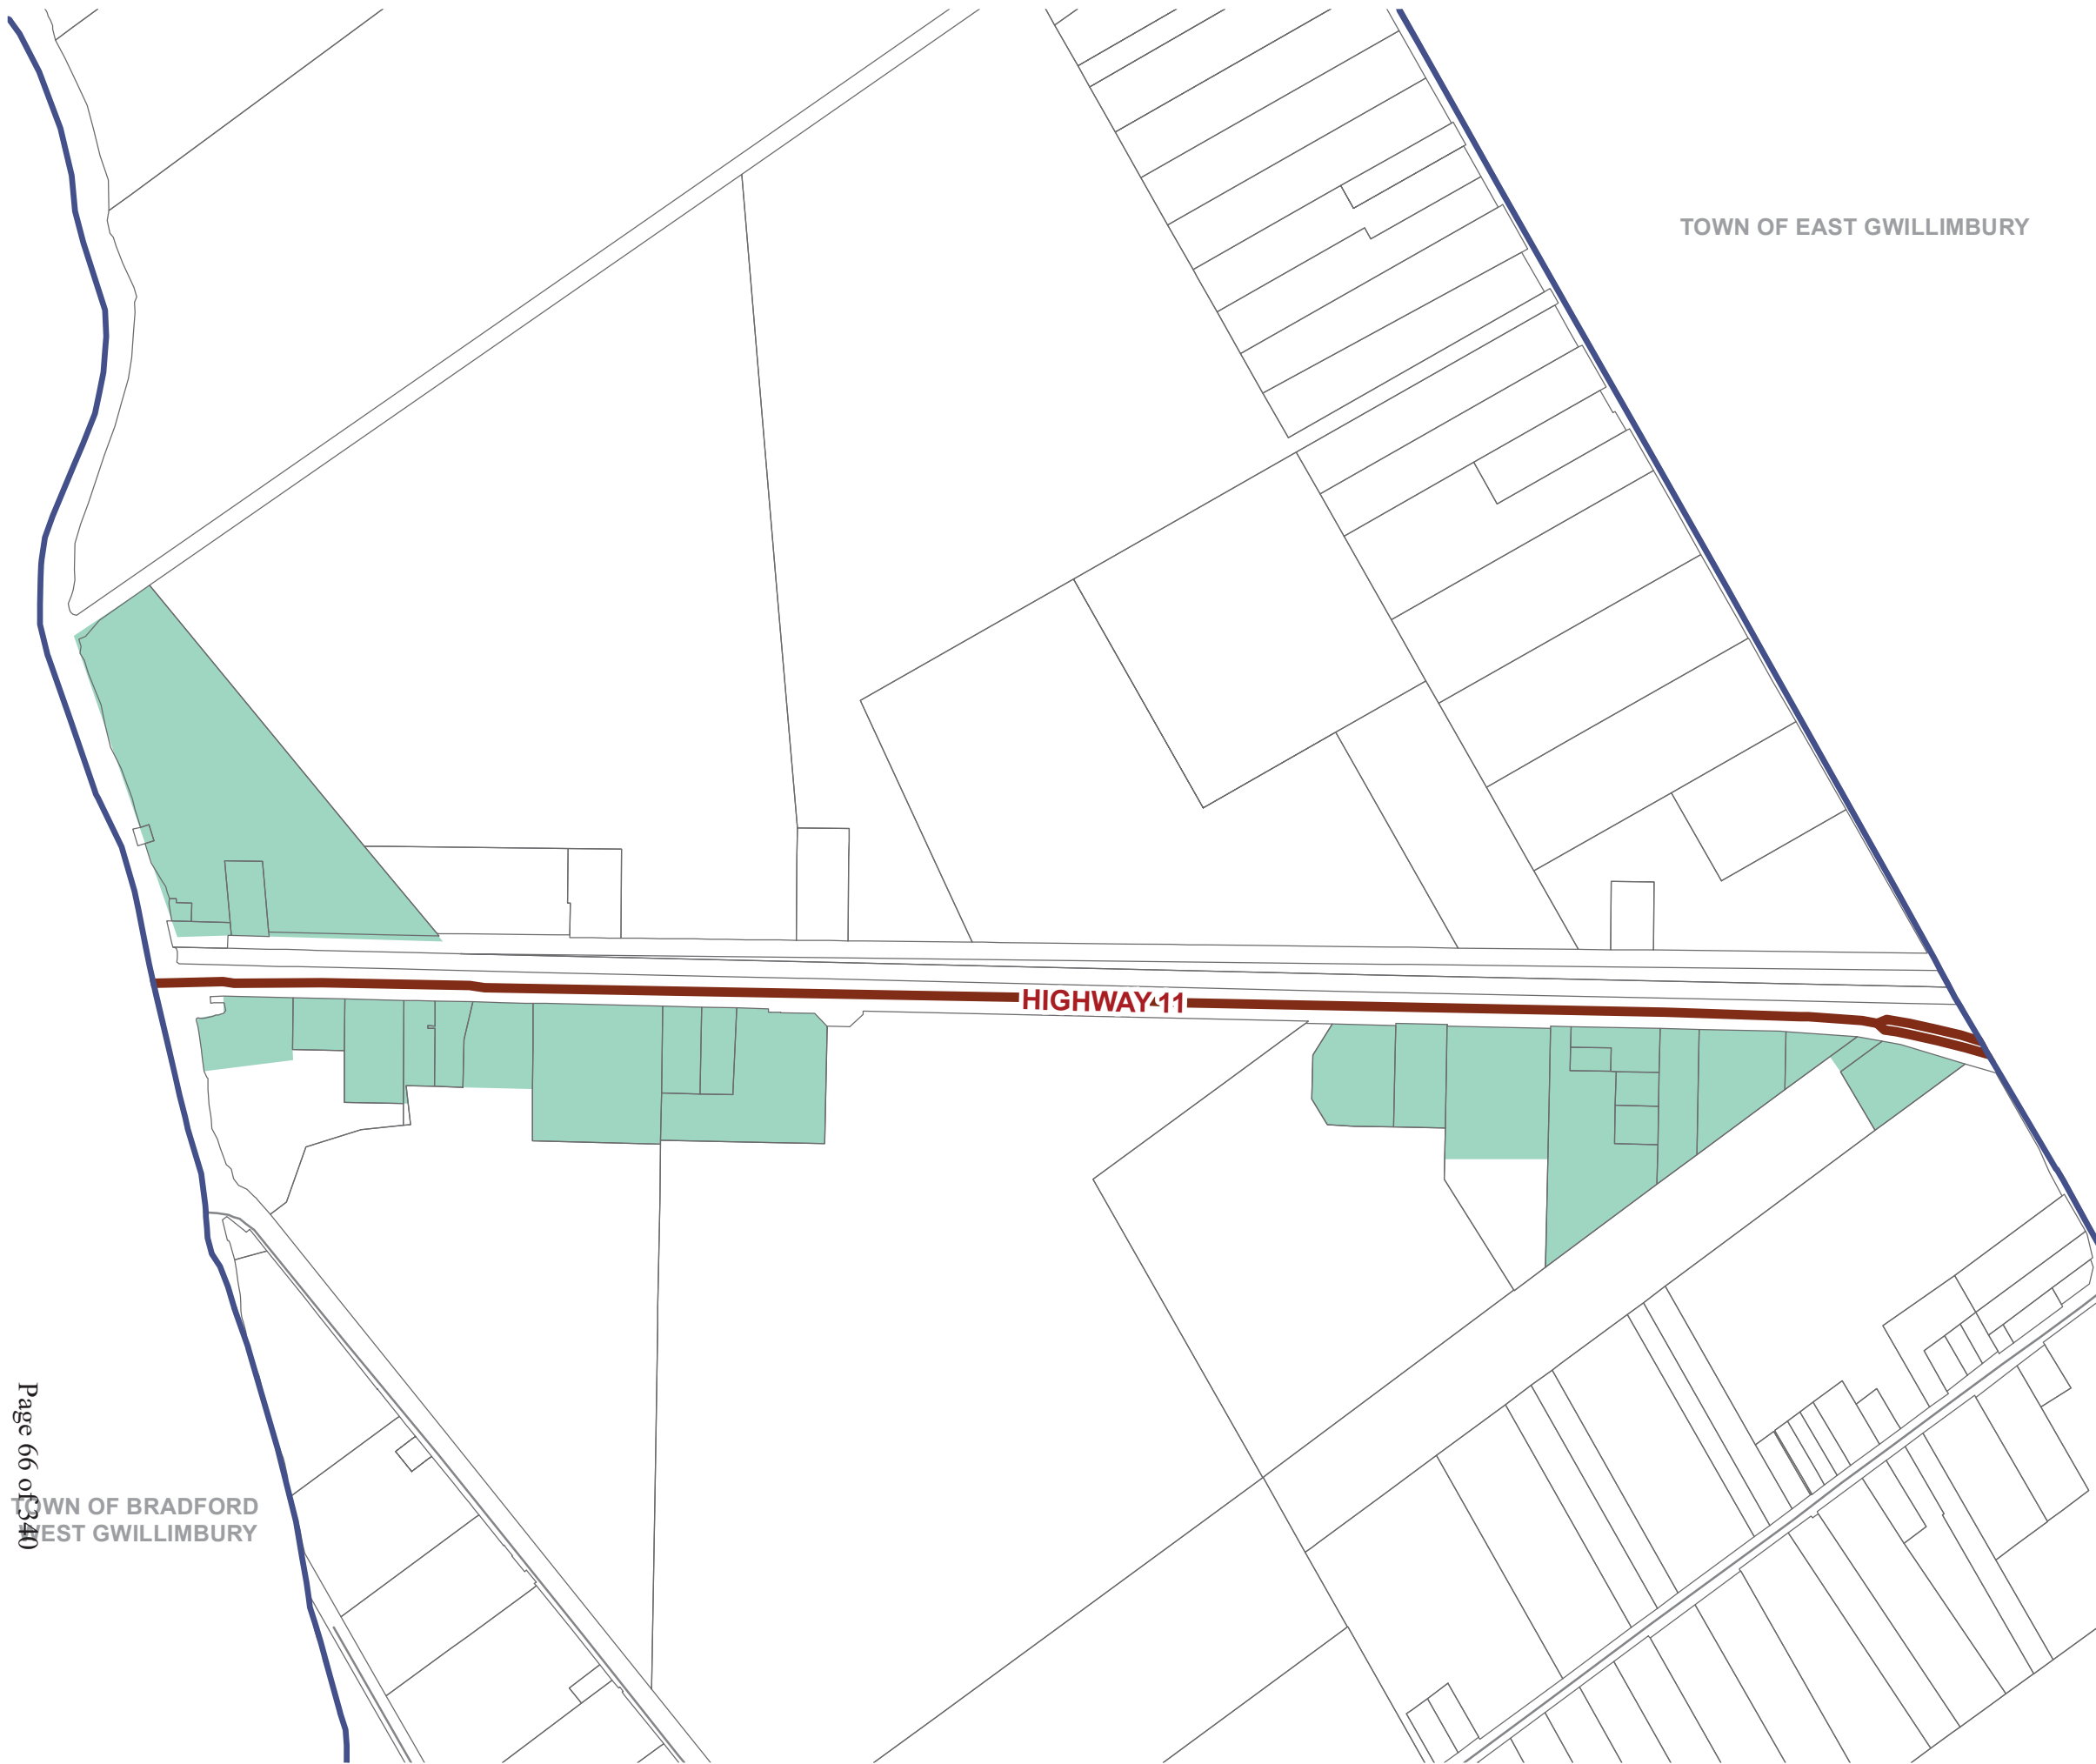 TOWN OF EAST GWILLIMBURY
HIGHWAY 11
TOWN OF BRADFORD
WEST GWILLIMBURY
Page 66 of 340